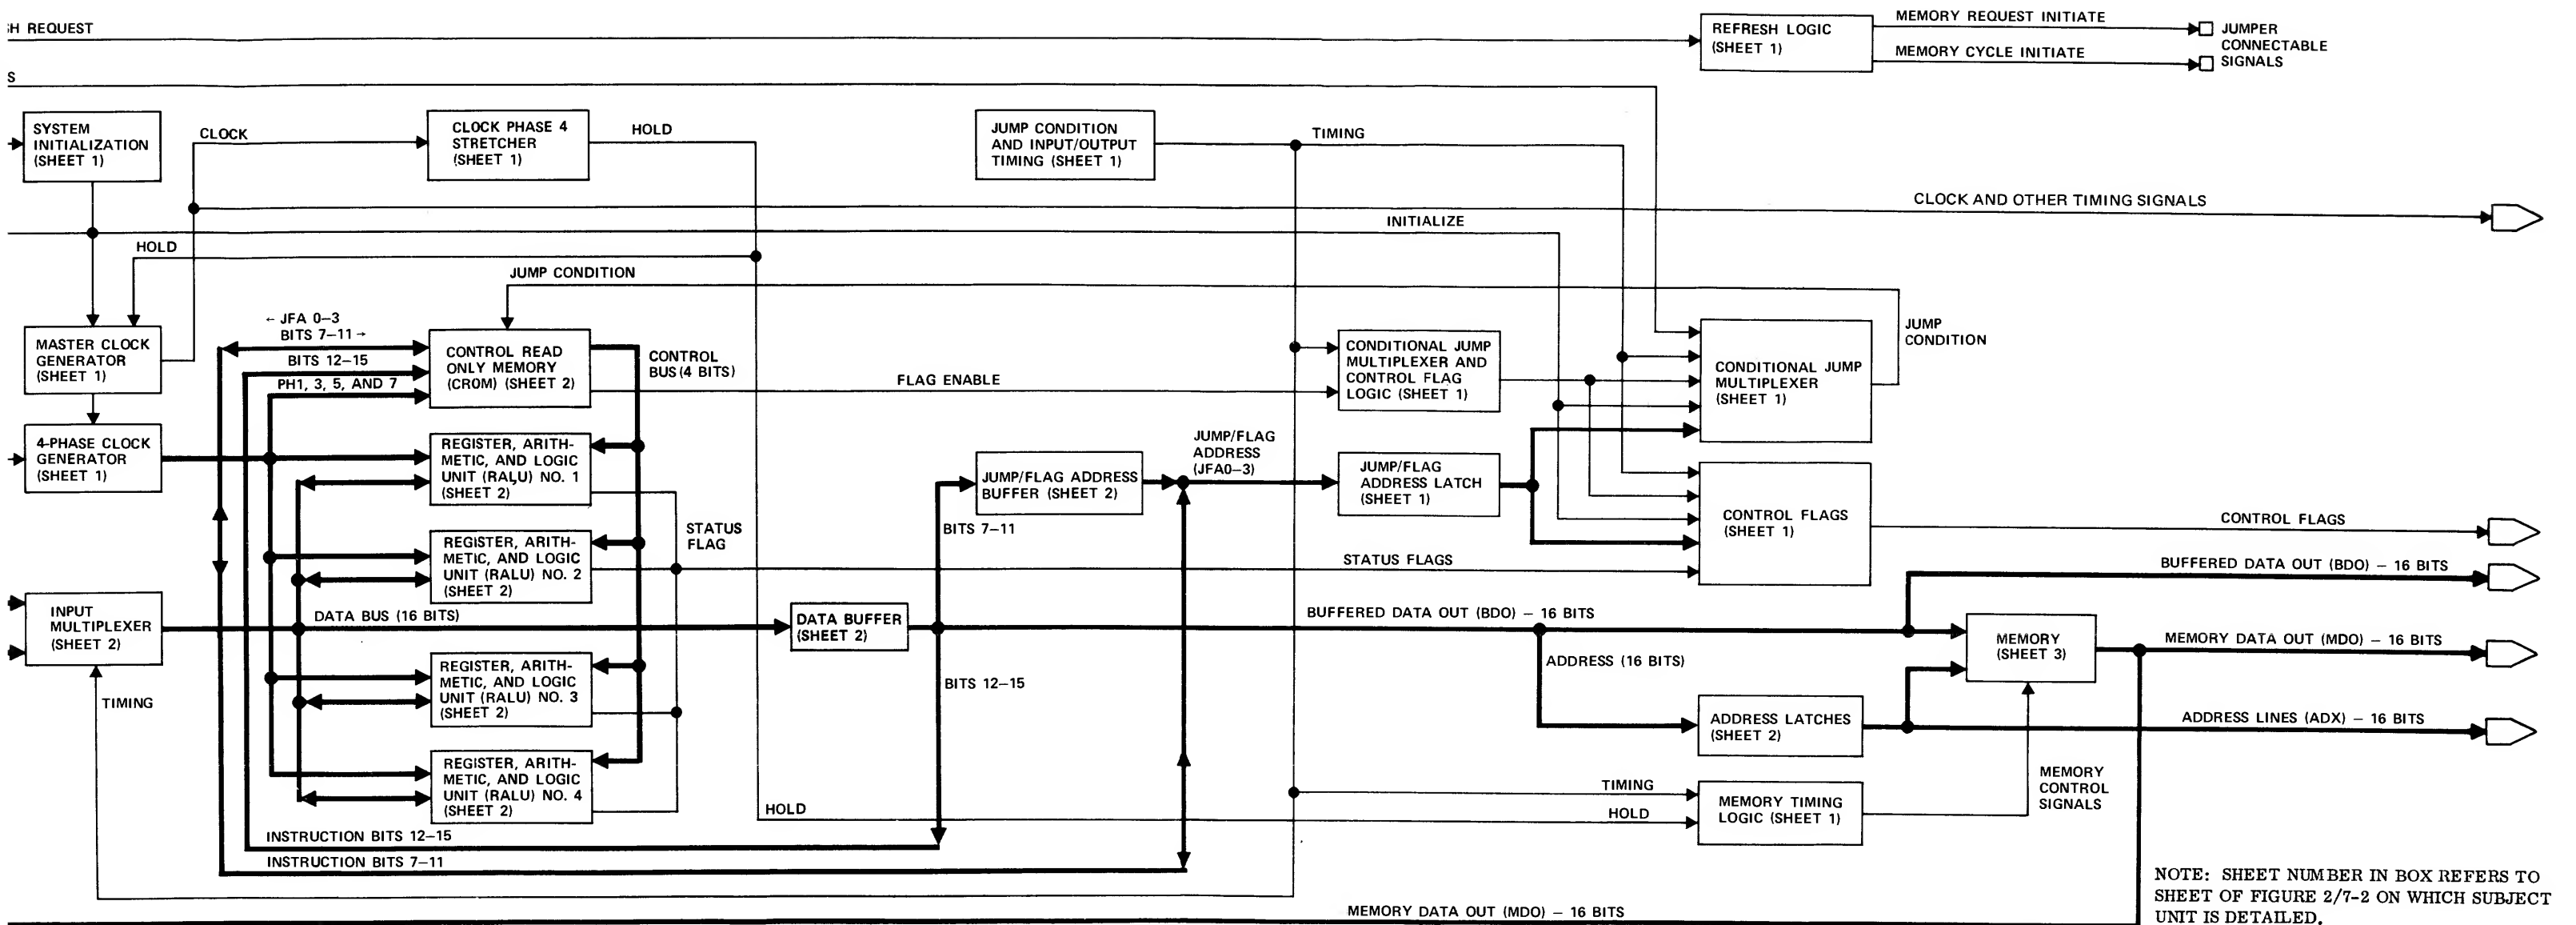 H REQUEST
REFRESH LOGIC
(SHEET 1)
MEMORY REQUEST INITIATE
MEMORY CYCLE INITIATE
JUMPER
CONNECTABLE
SIGNALS
S
SYSTEM
INITIALIZATION
(SHEET 1)
CLOCK
CLOCK PHASE 4
STRETCHER
(SHEET 1)
HOLD
JUMP CONDITION
AND INPUT/OUTPUT
TIMING (SHEET 1)
TIMING
CLOCK AND OTHER TIMING SIGNALS
INITIALIZE
HOLD
JUMP CONDITION
← JFA 0–3
BITS 7–11 →
BITS 12–15
PH1, 3, 5, AND 7
MASTER CLOCK
GENERATOR
(SHEET 1)
CONTROL READ
ONLY MEMORY
(CROM) (SHEET 2)
CONTROL
BUS (4 BITS)
FLAG ENABLE
CONDITIONAL JUMP
MULTIPLEXER AND
CONTROL FLAG
LOGIC (SHEET 1)
CONDITIONAL JUMP
MULTIPLEXER
(SHEET 1)
JUMP
CONDITION
4-PHASE CLOCK
GENERATOR
(SHEET 1)
REGISTER, ARITH-
METIC, AND LOGIC
UNIT (RALU) NO. 1
(SHEET 2)
JUMP/FLAG ADDRESS
BUFFER (SHEET 2)
JUMP/FLAG
ADDRESS
(JFA0–3)
JUMP/FLAG
ADDRESS LATCH
(SHEET 1)
CONTROL FLAGS
(SHEET 1)
CONTROL FLAGS
BITS 7–11
STATUS
FLAG
REGISTER, ARITH-
METIC, AND LOGIC
UNIT (RALU) NO. 2
(SHEET 2)
STATUS FLAGS
BUFFERED DATA OUT (BDO) – 16 BITS
INPUT
MULTIPLEXER
(SHEET 2)
DATA BUS (16 BITS)
DATA BUFFER
(SHEET 2)
BUFFERED DATA OUT (BDO) – 16 BITS
MEMORY
(SHEET 3)
MEMORY DATA OUT (MDO) – 16 BITS
ADDRESS (16 BITS)
REGISTER, ARITH-
METIC, AND LOGIC
UNIT (RALU) NO. 3
(SHEET 2)
BITS 12–15
TIMING
ADDRESS LATCHES
(SHEET 2)
ADDRESS LINES (ADX) – 16 BITS
REGISTER, ARITH-
METIC, AND LOGIC
UNIT (RALU) NO. 4
(SHEET 2)
HOLD
TIMING
HOLD
MEMORY TIMING
LOGIC (SHEET 1)
MEMORY
CONTROL
SIGNALS
INSTRUCTION BITS 12–15
INSTRUCTION BITS 7–11
MEMORY DATA OUT (MDO) – 16 BITS
NOTE: SHEET NUMBER IN BOX REFERS TO
SHEET OF FIGURE 2/7-2 ON WHICH SUBJECT
UNIT IS DETAILED.